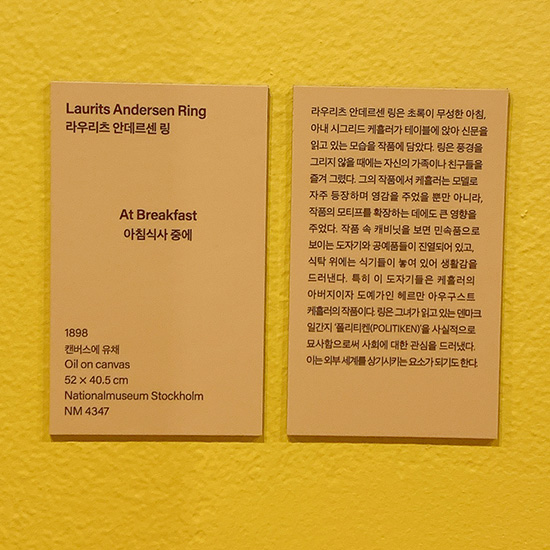 Laurits Andersen Ring
라우리츠 안데르센 링
At Breakfast
아침식사 중에
1898
캔버스에 유채
Oil on canvas
52 × 40.5 cm
Nationalmuseum Stockholm
NM 4347
라우리츠 안데르센 링은 초록이 무성한 아침,
아내 시그리드 케흘러가 테이블에 앉아 신문을
읽고 있는 모습을 작품에 담았다. 링은 풍경을
그리지 않을 때에는 자신의 가족이나 친구들을
즐겨 그렸다. 그의 작품에서 케흘러는 모델로
자주 등장하며 영감을 주었을 뿐만 아니라,
작품의 모티프를 확장하는 데에도 큰 영향을
주었다. 작품 속 캐비닛을 보면 민속품으로
보이는 도자기와 공예품들이 진열되어 있고,
식탁 위에는 식기들이 놓여 있어 생활감을
드러낸다. 특히 이 도자기들은 케흘러의
아버지이자 도예가인 헤르만 아우구스트
케흘러의 작품이다. 링은 그녀가 읽고 있는 덴마크
일간지 '폴리티켄(POLITIKEN)'을 사실적으로
묘사함으로써 사회에 대한 관심을 드러냈다.
이는 외부 세계를 상기시키는 요소가 되기도 한다.